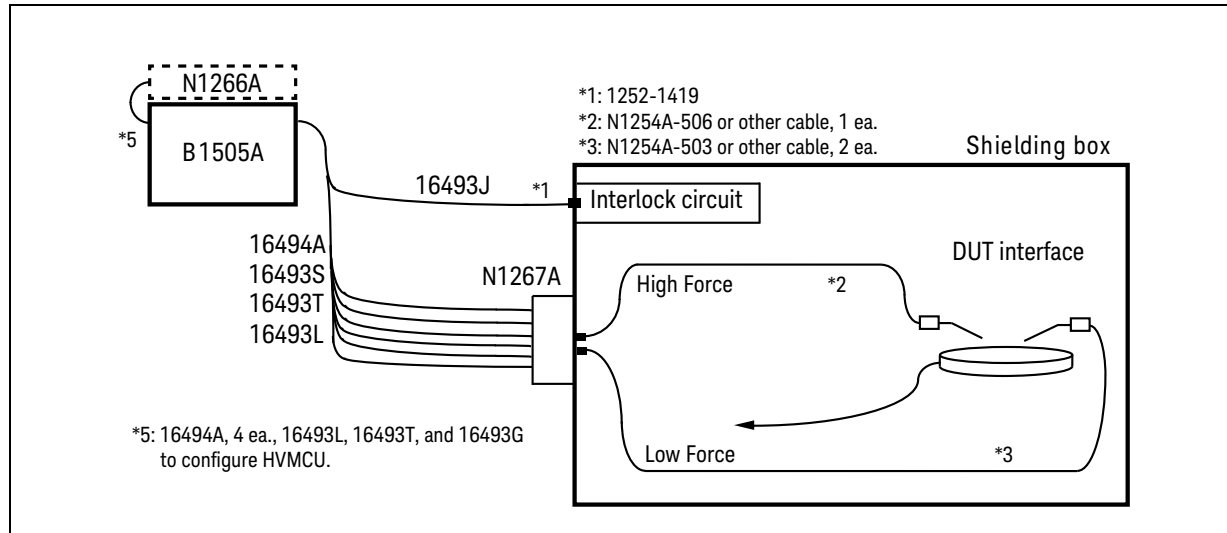 N1266A
*5
B1505A
*1: 1252-1419
*2: N1254A-506 or other cable, 1 ea.
*3: N1254A-503 or other cable, 2 ea.
Shielding box
16493J
*1
Interlock circuit
16494A
16493S
16493T
16493L
N1267A
High Force
*2
DUT interface
Low Force
*3
*5: 16494A, 4 ea., 16493L, 16493T, and 16493G
to configure HVMCU.